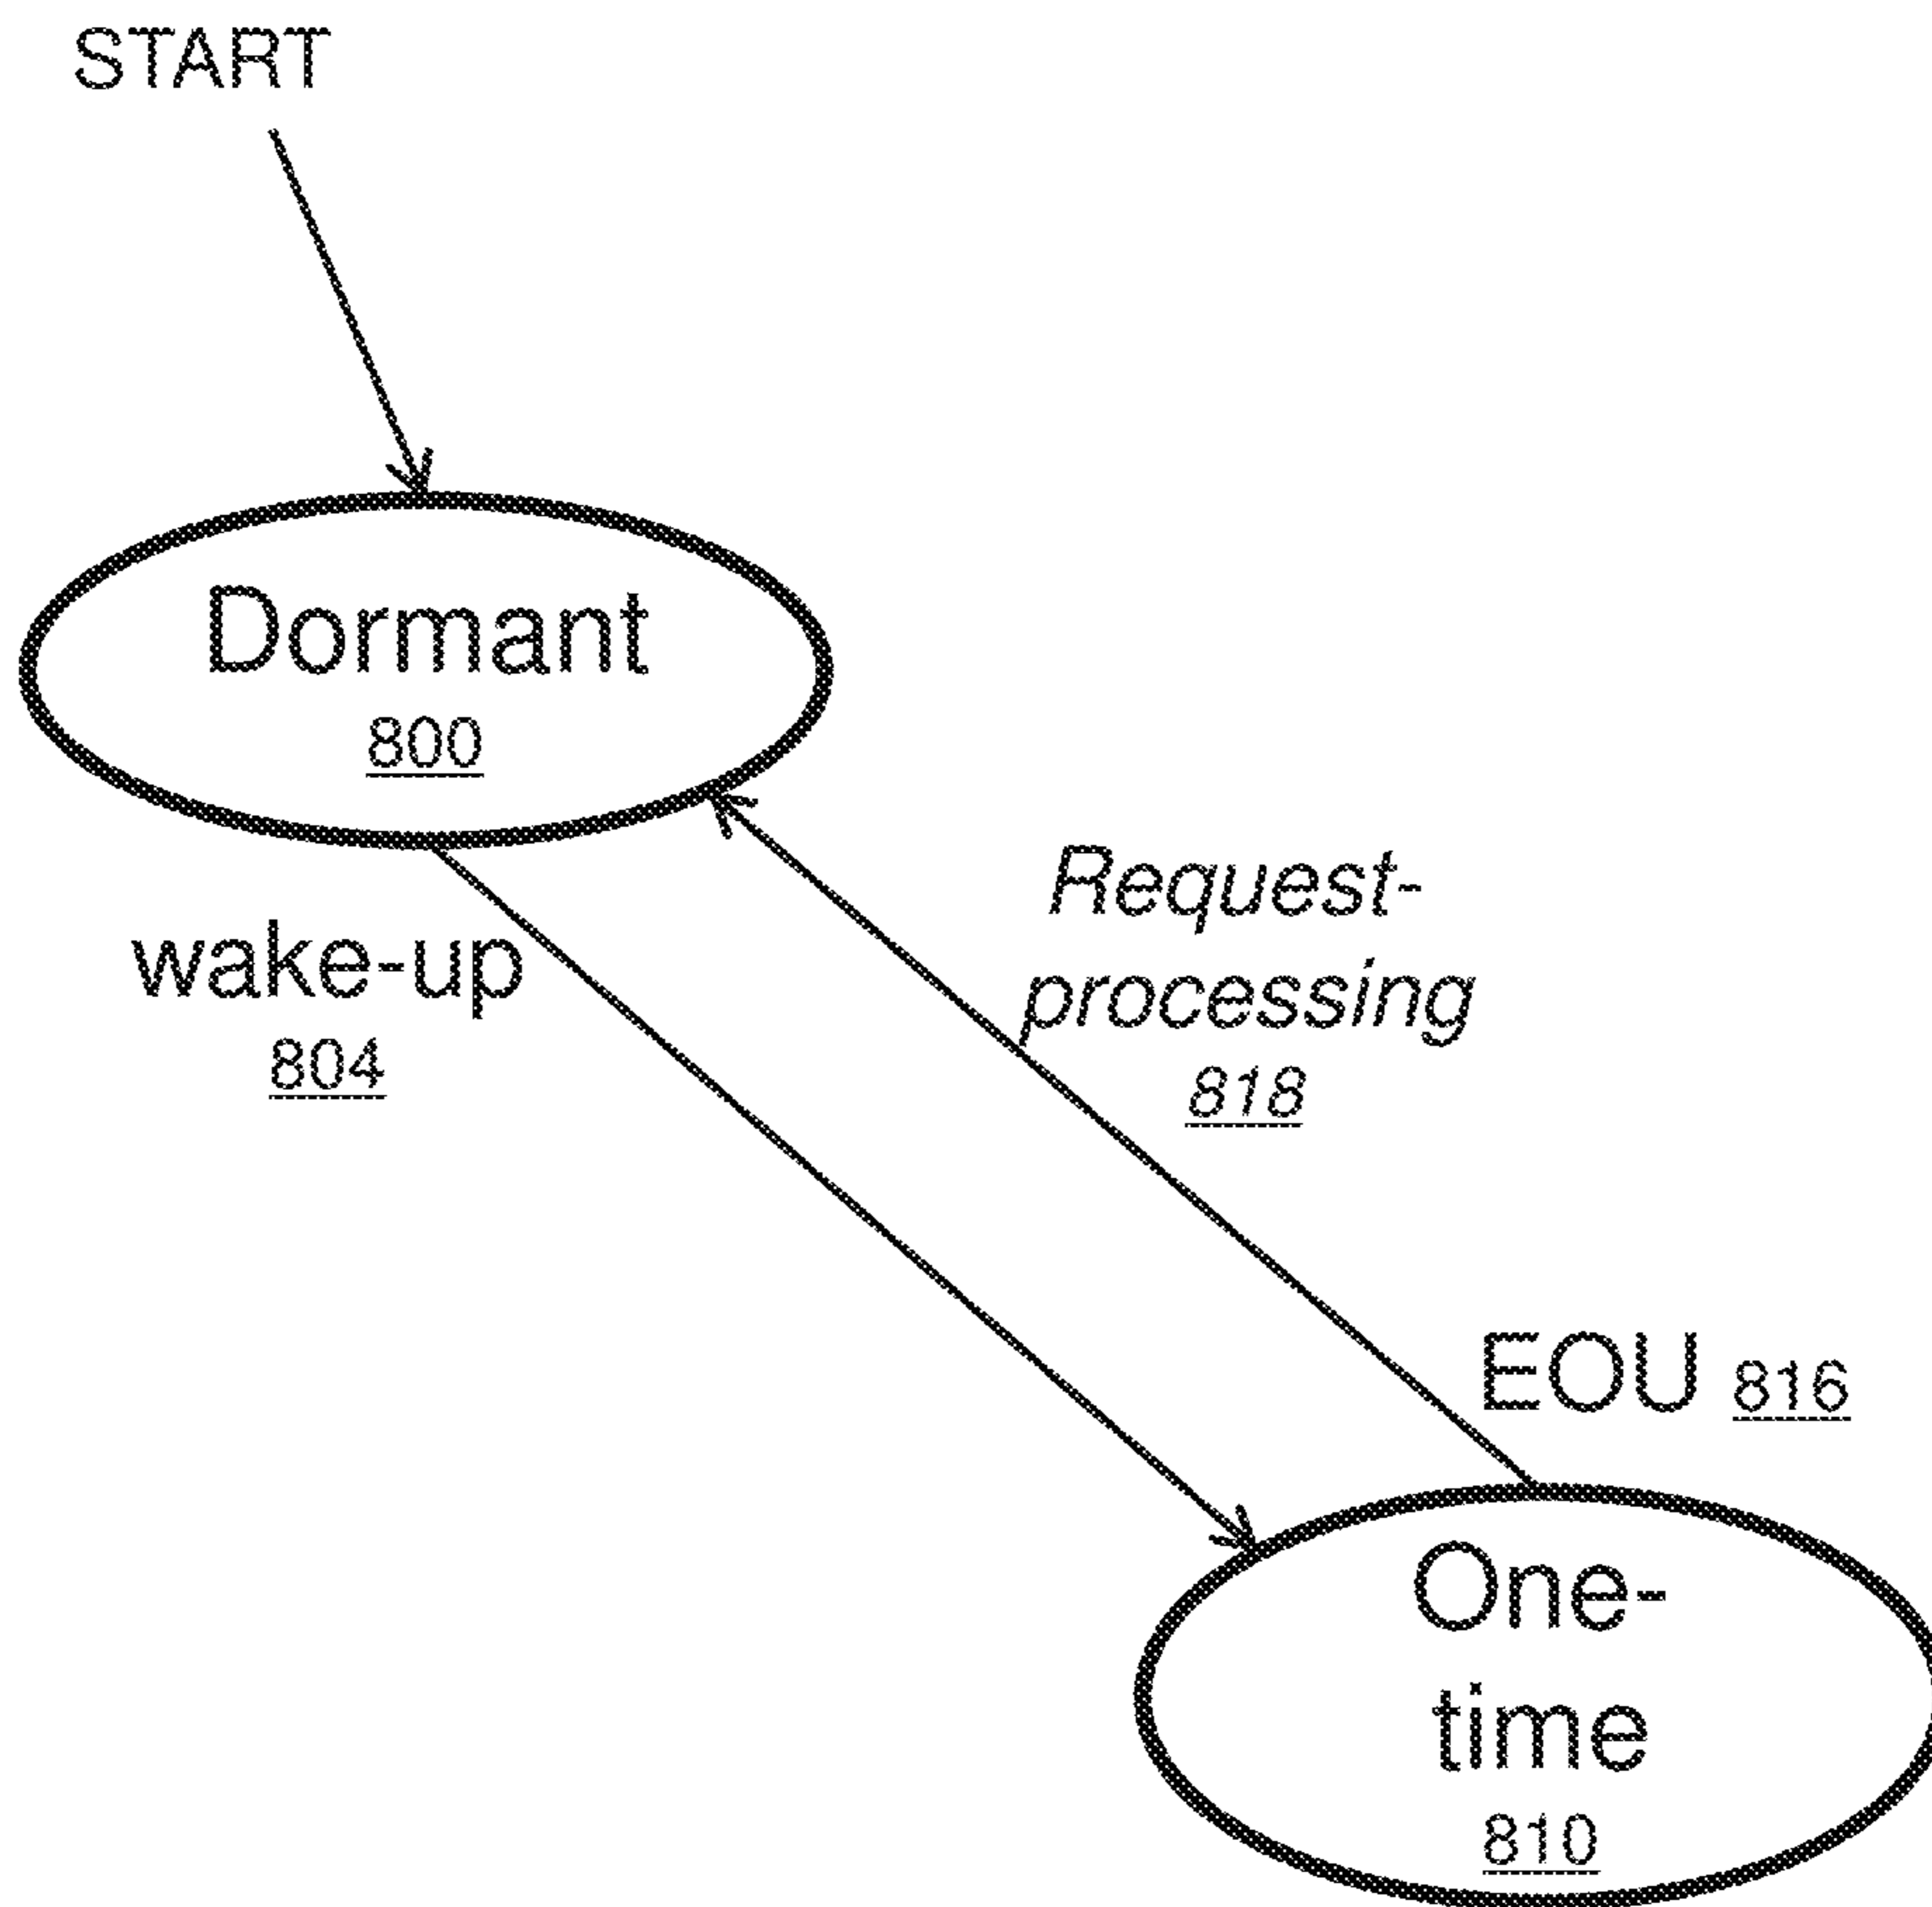 START
Dormant
800
wake-up
804
Request-
processing
818
EOU 816
One-
time
810